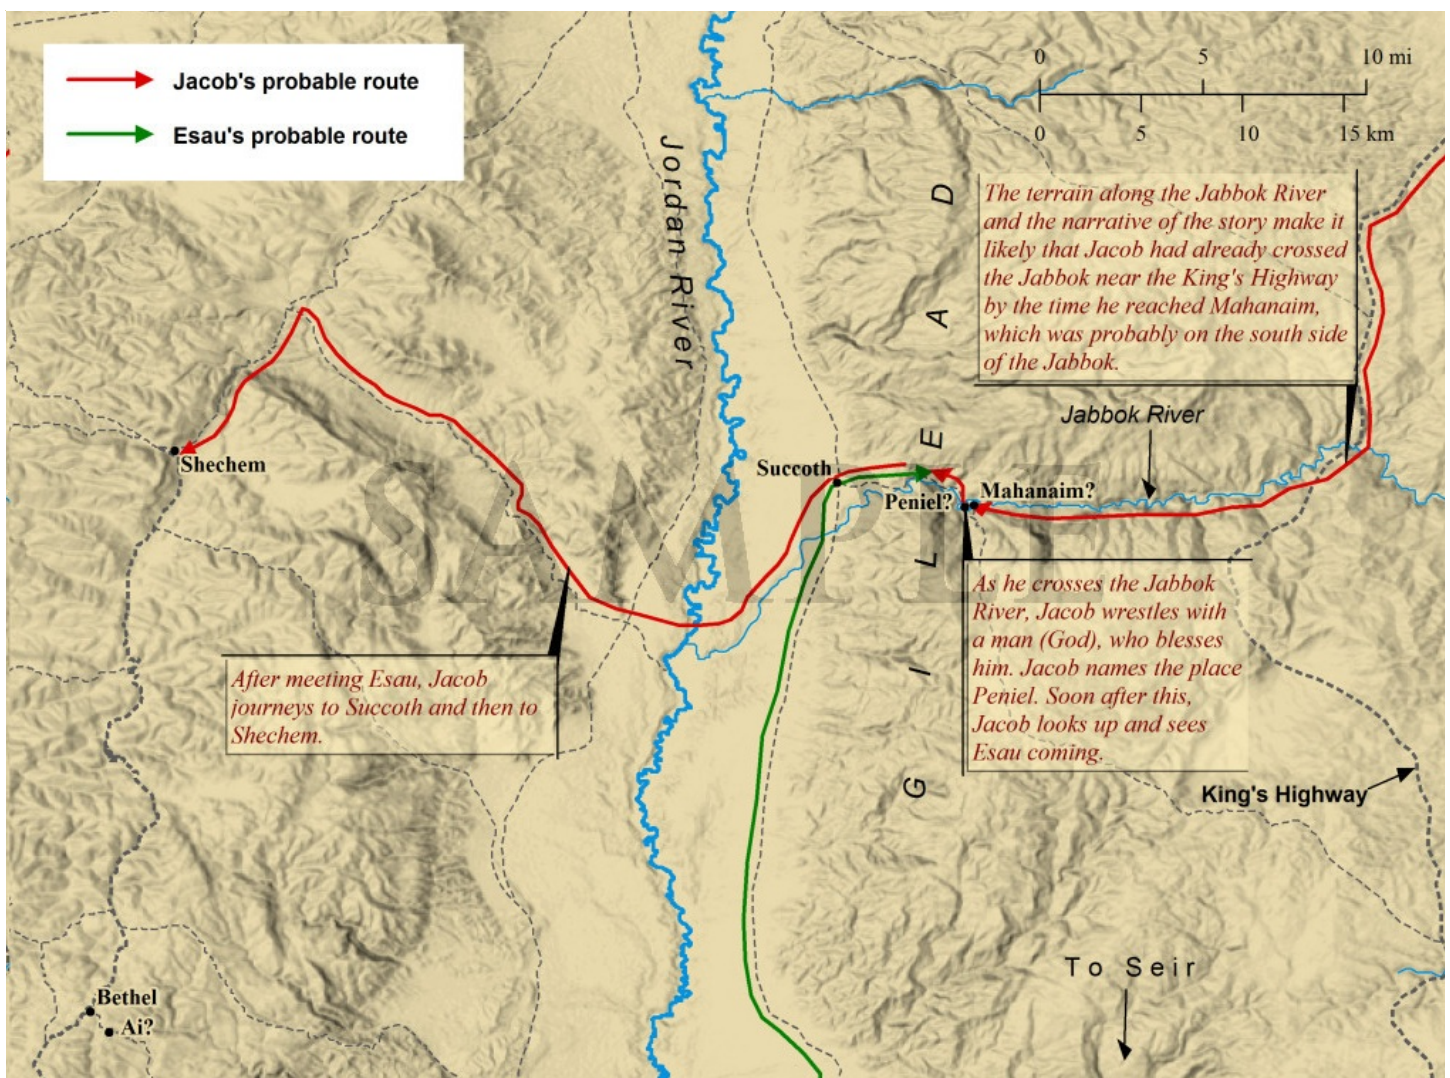 Jacob's probable route
Esau's probable route
0 5 10 mi
0 5 10 15 km
Jordan River
GILEAD
The terrain along the Jabbok River
and the narrative of the story make it
likely that Jacob had already crossed
the Jabbok near the King's Highway
by the time he reached Mahanaim,
which was probably on the south side
of the Jabbok.
Jabbok River
Shechem
Succoth
Peniel?
Mahanaim?
SAMPLE
As he crosses the Jabbok
River, Jacob wrestles with
a man (God), who blesses
him. Jacob names the place
Peniel. Soon after this,
Jacob looks up and sees
Esau coming.
After meeting Esau, Jacob
journeys to Succoth and then to
Shechem.
King's Highway
To Seir
Bethel
Ai?